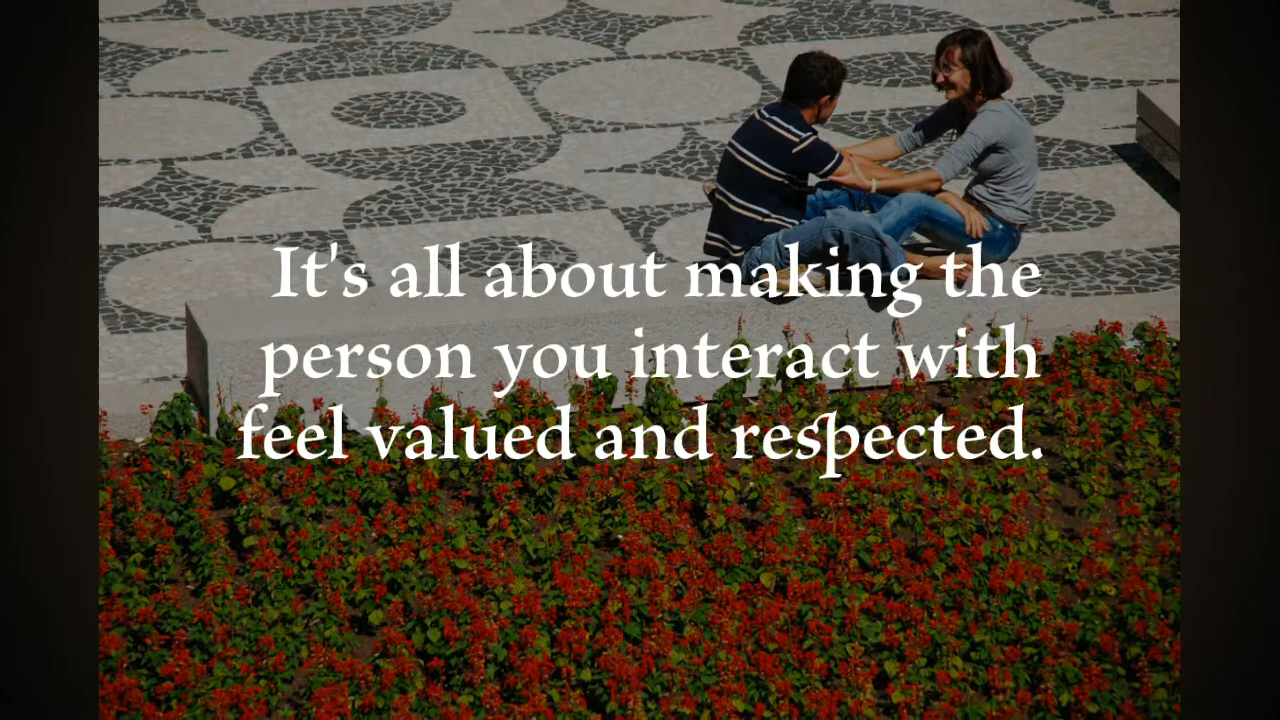 It's all about making the
person you interact with
feel valued and respected.